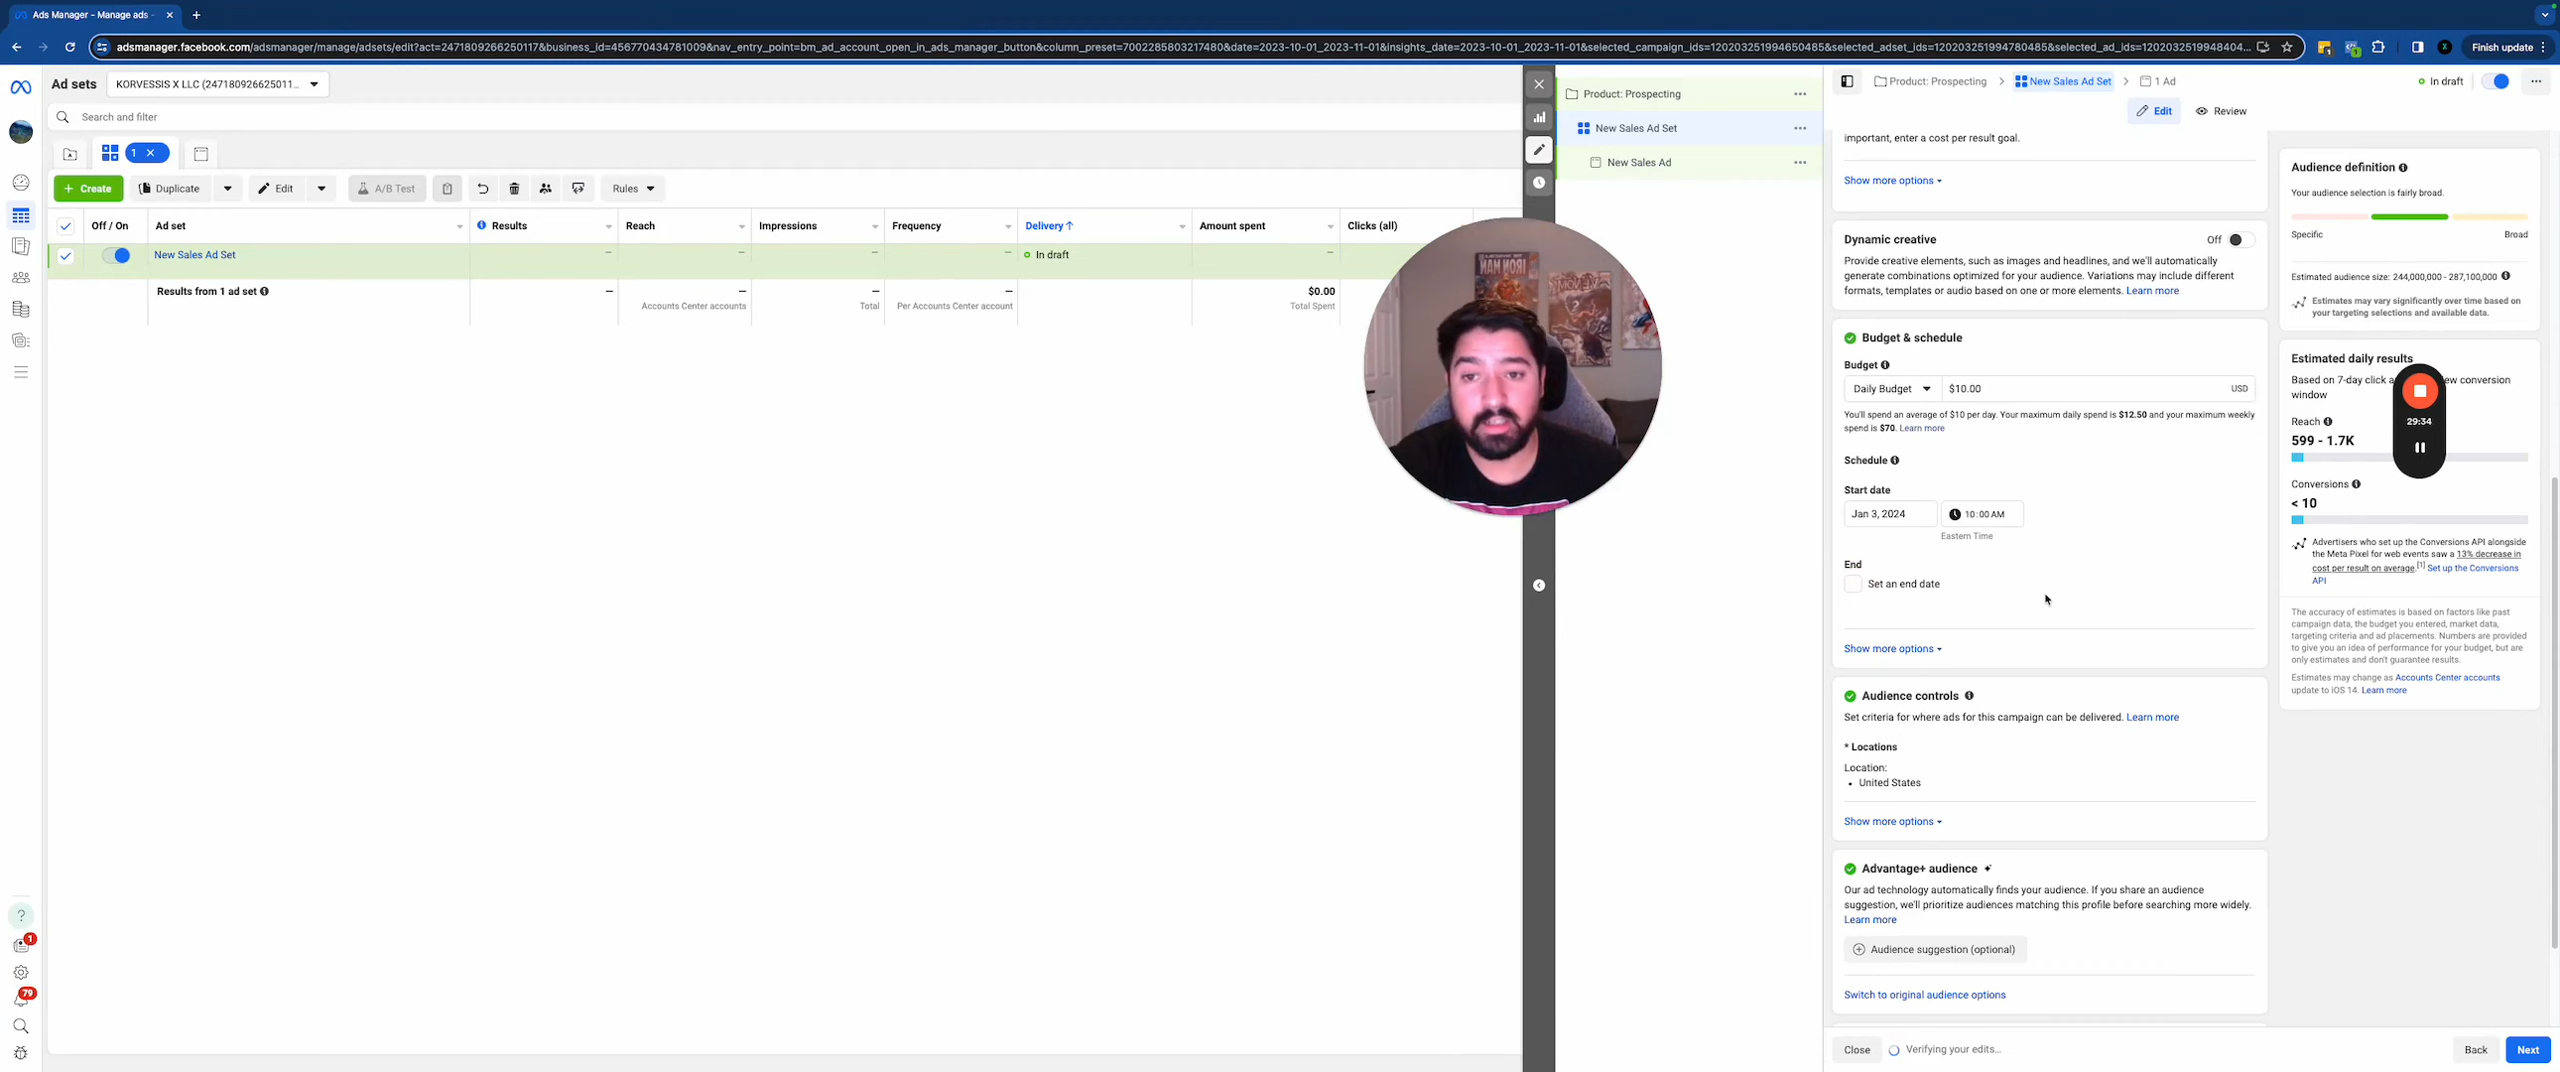 Ads Manager - Manage ads -
adsmanager.facebook.com/adsmanager/manage/adsets/edit?act=2471809266250117&business_id=456770434781009&nav_entry_point=bm_ad_account_open_in_ads_manager_button&column_preset=7002285803217480&date=2023-10-01_2023-11-01&insights_date=2023-10-01_2023-11-01&selected_campaign_ids=120203251994650485&selected_adset_ids=120203251994780485&selected_ad_ids=1202032519948404...
Finish update
Ad sets
KORVESSIS X LLC (247180926625011...
Search and filter
1
Create
Duplicate
Edit
A/B Test
Rules
Off / On
Ad set
Results
Reach
Impressions
Frequency
Delivery ↑
Amount spent
Clicks (all)
New Sales Ad Set
—
—
—
—
In draft
—
Results from 1 ad set
—
—
—
—
$0.00
Accounts Center accounts
Total
Per Accounts Center account
Total Spent
IRON MAN
Product: Prospecting
New Sales Ad Set
New Sales Ad
Product: Prospecting
New Sales Ad Set
1 Ad
In draft
Edit
Review
important, enter a cost per result goal.
Show more options
Dynamic creative
Off
Provide creative elements, such as images and headlines, and we'll automatically
generate combinations optimized for your audience. Variations may include different
formats, templates or audio based on one or more elements. Learn more
Budget & schedule
Budget
Daily Budget
$10.00
USD
You'll spend an average of $10 per day. Your maximum daily spend is $12.50 and your maximum weekly
spend is $70. Learn more
Schedule
Start date
Jan 3, 2024
10:00 AM
Eastern Time
End
Set an end date
Show more options
Audience controls
Set criteria for where ads for this campaign can be delivered. Learn more
* Locations
Location:
• United States
Show more options
Advantage+ audience
Our ad technology automatically finds your audience. If you share an audience
suggestion, we'll prioritize audiences matching this profile before searching more widely.
Learn more
Audience suggestion (optional)
Switch to original audience options
Close
Verifying your edits...
Back
Next
Audience definition
Your audience selection is fairly broad.
Specific
Broad
Estimated audience size: 244,000,000 - 287,100,000
Estimates may vary significantly over time based on
your targeting selections and available data.
Estimated daily results
Based on 7-day click a ew conversion
window
Reach
599 - 1.7K
29:34
Conversions
< 10
Advertisers who set up the Conversions API alongside
the Meta Pixel for web events saw a 13% decrease in
cost per result on average.[1] Set up the Conversions
API
The accuracy of estimates is based on factors like past
campaign data, the budget you entered, market data,
targeting criteria and ad placements. Numbers are provided
to give you an idea of performance for your budget, but are
only estimates and don't guarantee results.
Estimates may change as Accounts Center accounts
update to iOS 14. Learn more
1
79